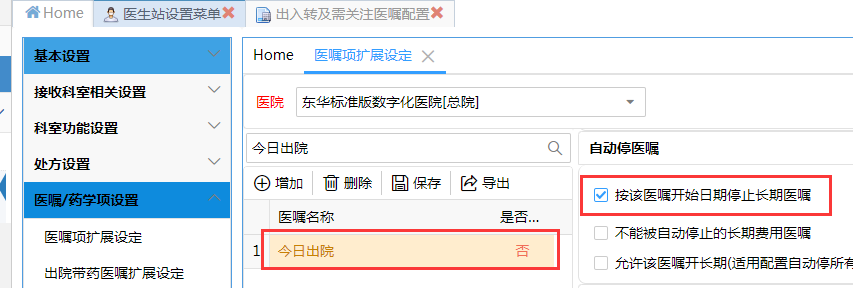 Home 医生站设置菜单 出入转及需关注医嘱配置
基本设置
接收科室相关设置
科室功能设置
处方设置
医嘱/药学项设置
医嘱项扩展设定
出院带药医嘱扩展设定
Home 医嘱项扩展设定
医院 东华标准版数字化医院[总院]
今日出院
增加 删除 保存 导出
医嘱名称 是否...
1 今日出院 否
自动停医嘱
按该医嘱开始日期停止长期医嘱
不能被自动停止的长期费用医嘱
允许该医嘱开长期(适用配置自动停所有